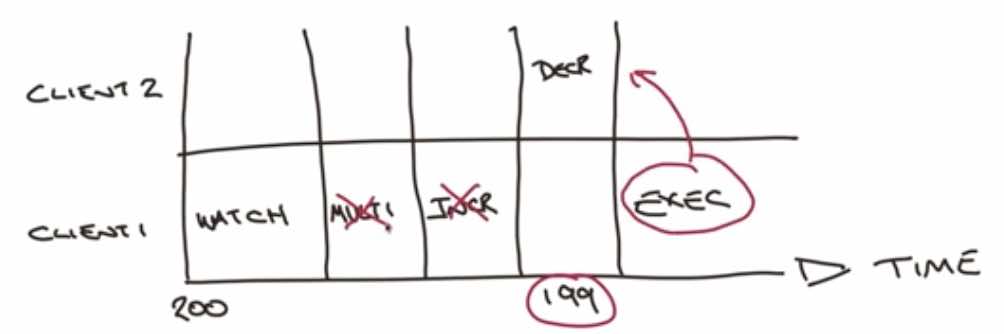 CLIENT 2
DECR
CLIENT 1
WATCH
MULTI
INCR
EXEC
TIME
200
199